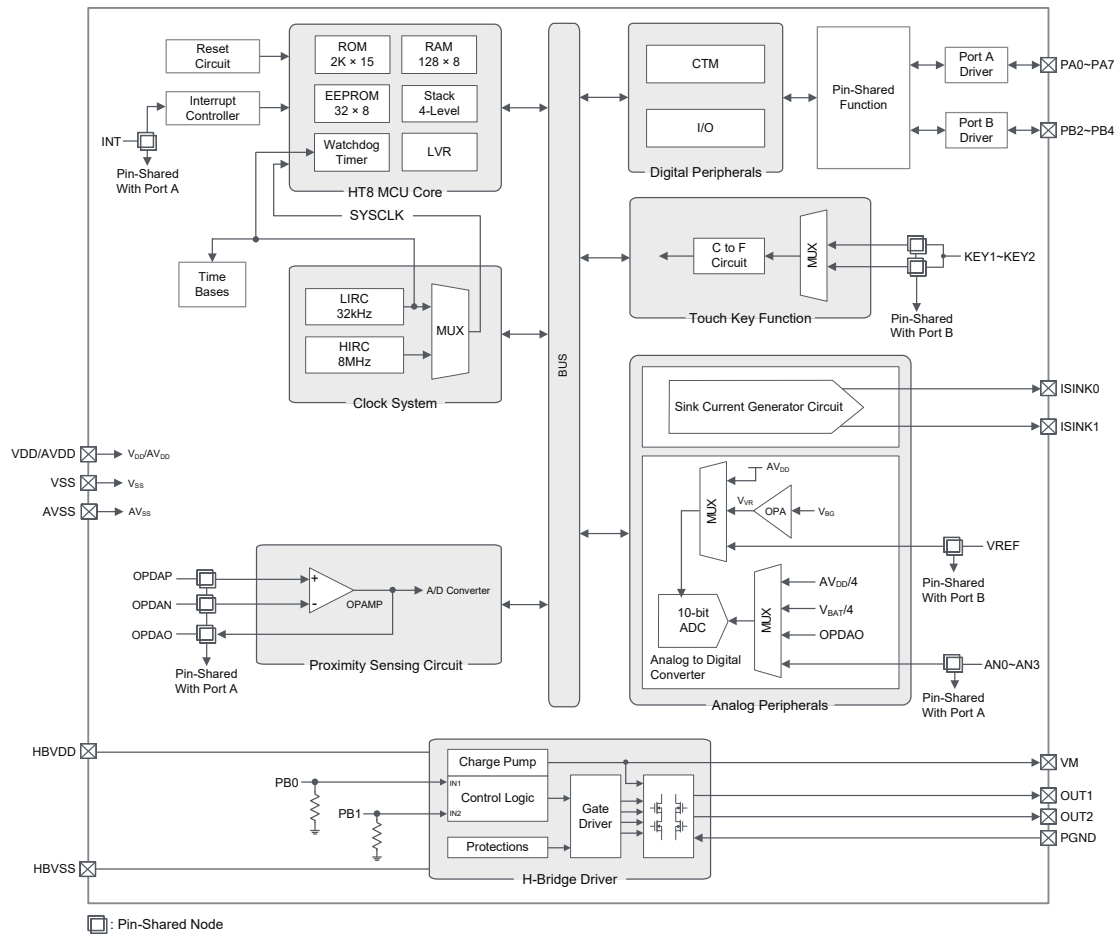 Reset
Circuit
Interrupt
Controller
INT
Pin-Shared
With Port A
ROM
2K × 15
RAM
128 × 8
EEPROM
32 × 8
Stack
4-Level
Watchdog
Timer
LVR
HT8 MCU Core
SYSCLK
Time
Bases
LIRC
32kHz
HIRC
8MHz
MUX
Clock System
BUS
CTM
I/O
Digital Peripherals
Pin-Shared
Function
Port A
Driver
Port B
Driver
PA0~PA7
PB2~PB4
C to F
Circuit
MUX
KEY1~KEY2
Touch Key Function
Pin-Shared
With Port B
Sink Current Generator Circuit
ISINK0
ISINK1
VDD/AVDD
VDD/AVDD
VSS
VSS
AVSS
AVSS
MUX
AVDD
VVR
OPA
VBG
VREF
Pin-Shared
With Port B
10-bit
ADC
MUX
AVDD/4
VBAT/4
OPDAO
AN0~AN3
Analog to Digital
Converter
Pin-Shared
With Port A
Analog Peripherals
OPDAP
OPDAN
OPDAO
+
-
OPAMP
A/D Converter
Pin-Shared
With Port A
Proximity Sensing Circuit
HBVDD
PB0
PB1
HBVSS
Charge Pump
IN1
Control Logic
IN2
Protections
Gate
Driver
H-Bridge Driver
VM
OUT1
OUT2
PGND
: Pin-Shared Node